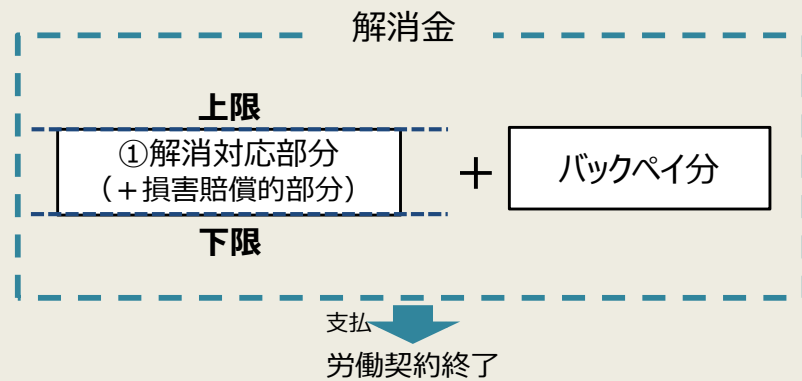 解消金
上限
①解消対応部分
(+損害賠償的部分)
+
バックペイ分
下限
支払
労働契約終了